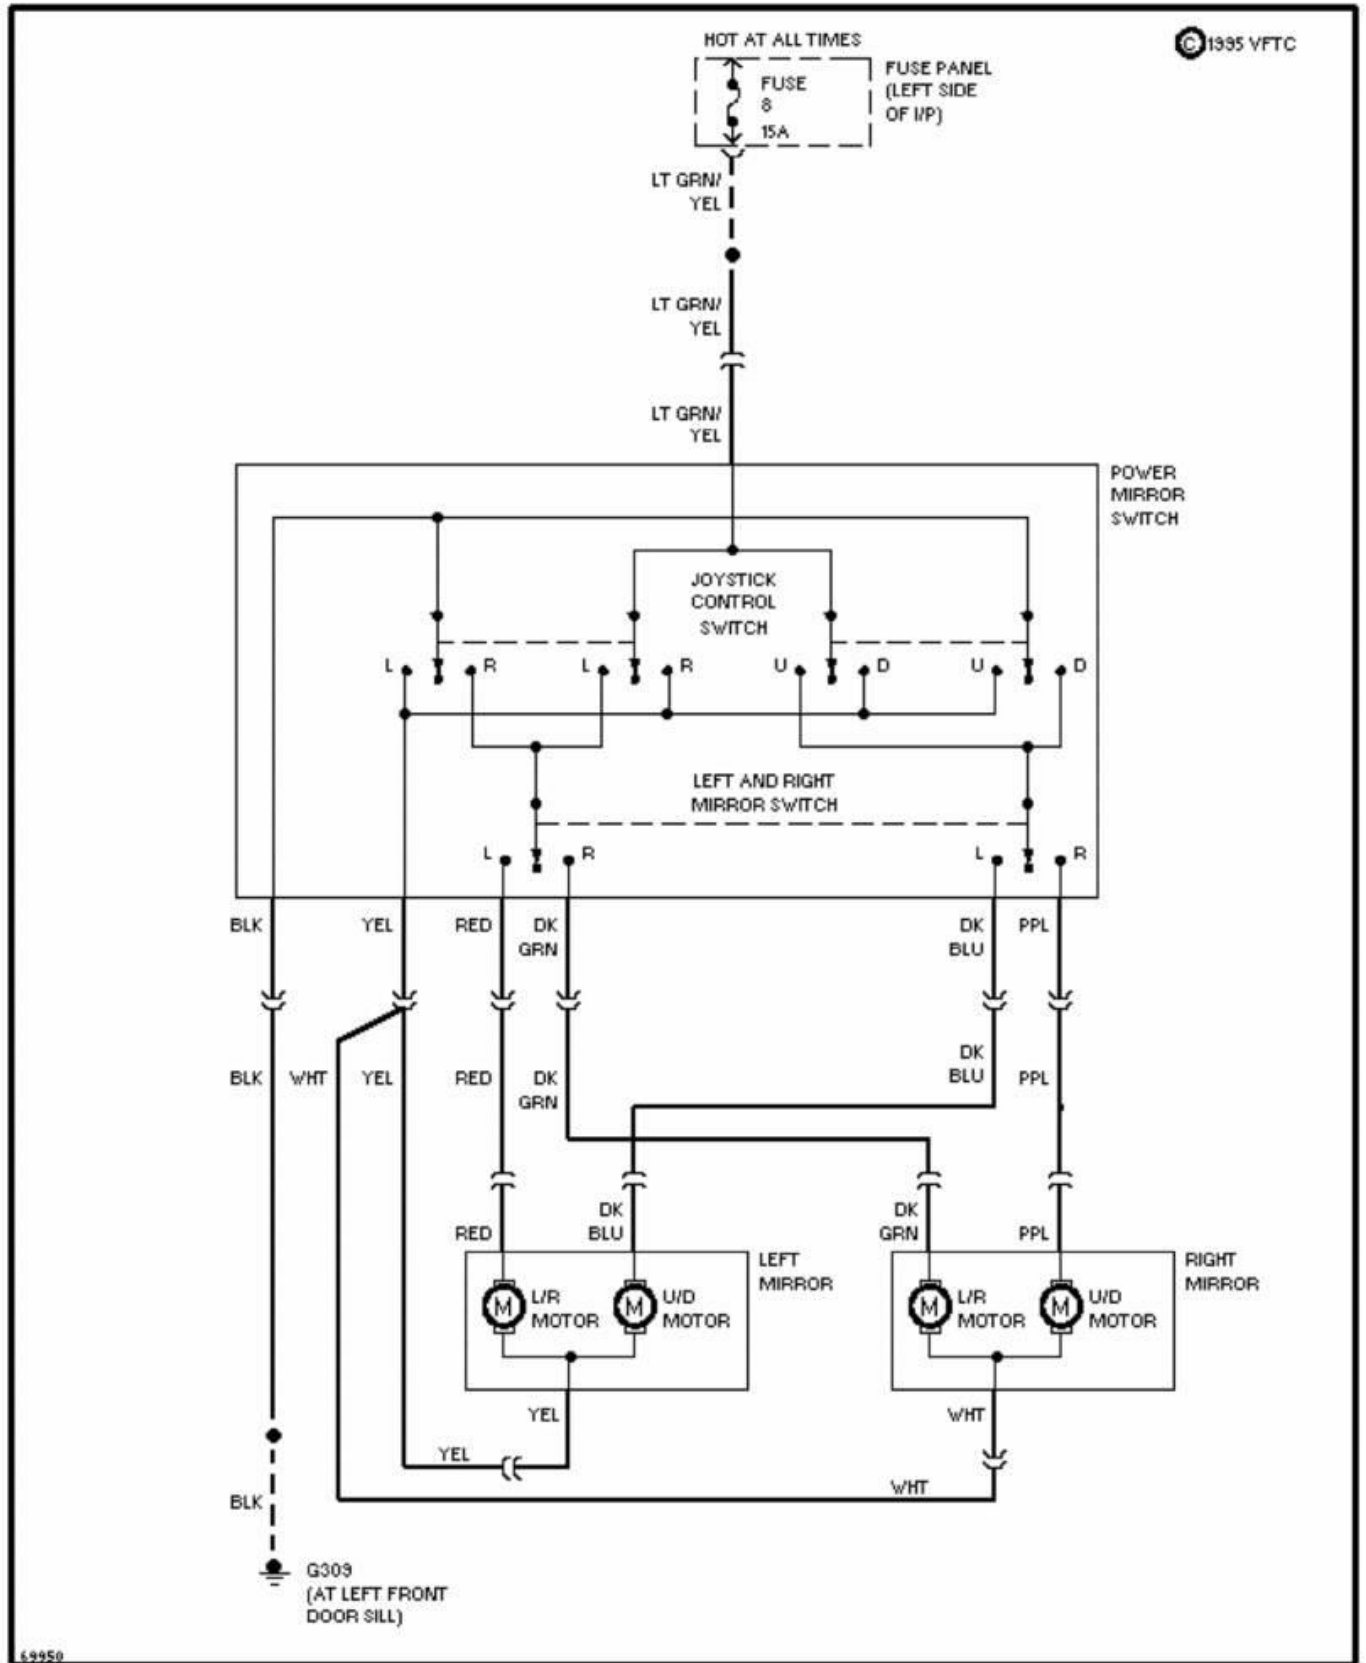 HOT AT ALL TIMES
© 1995 VFTC
FUSE
8
15A
FUSE PANEL
(LEFT SIDE
OF I/P)
LT GRN/
YEL
LT GRN/
YEL
LT GRN/
YEL
POWER
MIRROR
SWITCH
JOYSTICK
CONTROL
SWITCH
L R L R U D U D
LEFT AND RIGHT
MIRROR SWITCH
L R L R
BLK YEL RED DK GRN DK BLU PPL
BLK WHT YEL RED DK GRN DK BLU PPL
RED DK BLU DK GRN PPL
LEFT
MIRROR
RIGHT
MIRROR
M L/R
MOTOR
M U/D
MOTOR
M L/R
MOTOR
M U/D
MOTOR
YEL WHT
YEL
WHT
BLK
G309
(AT LEFT FRONT
DOOR SILL)
69950